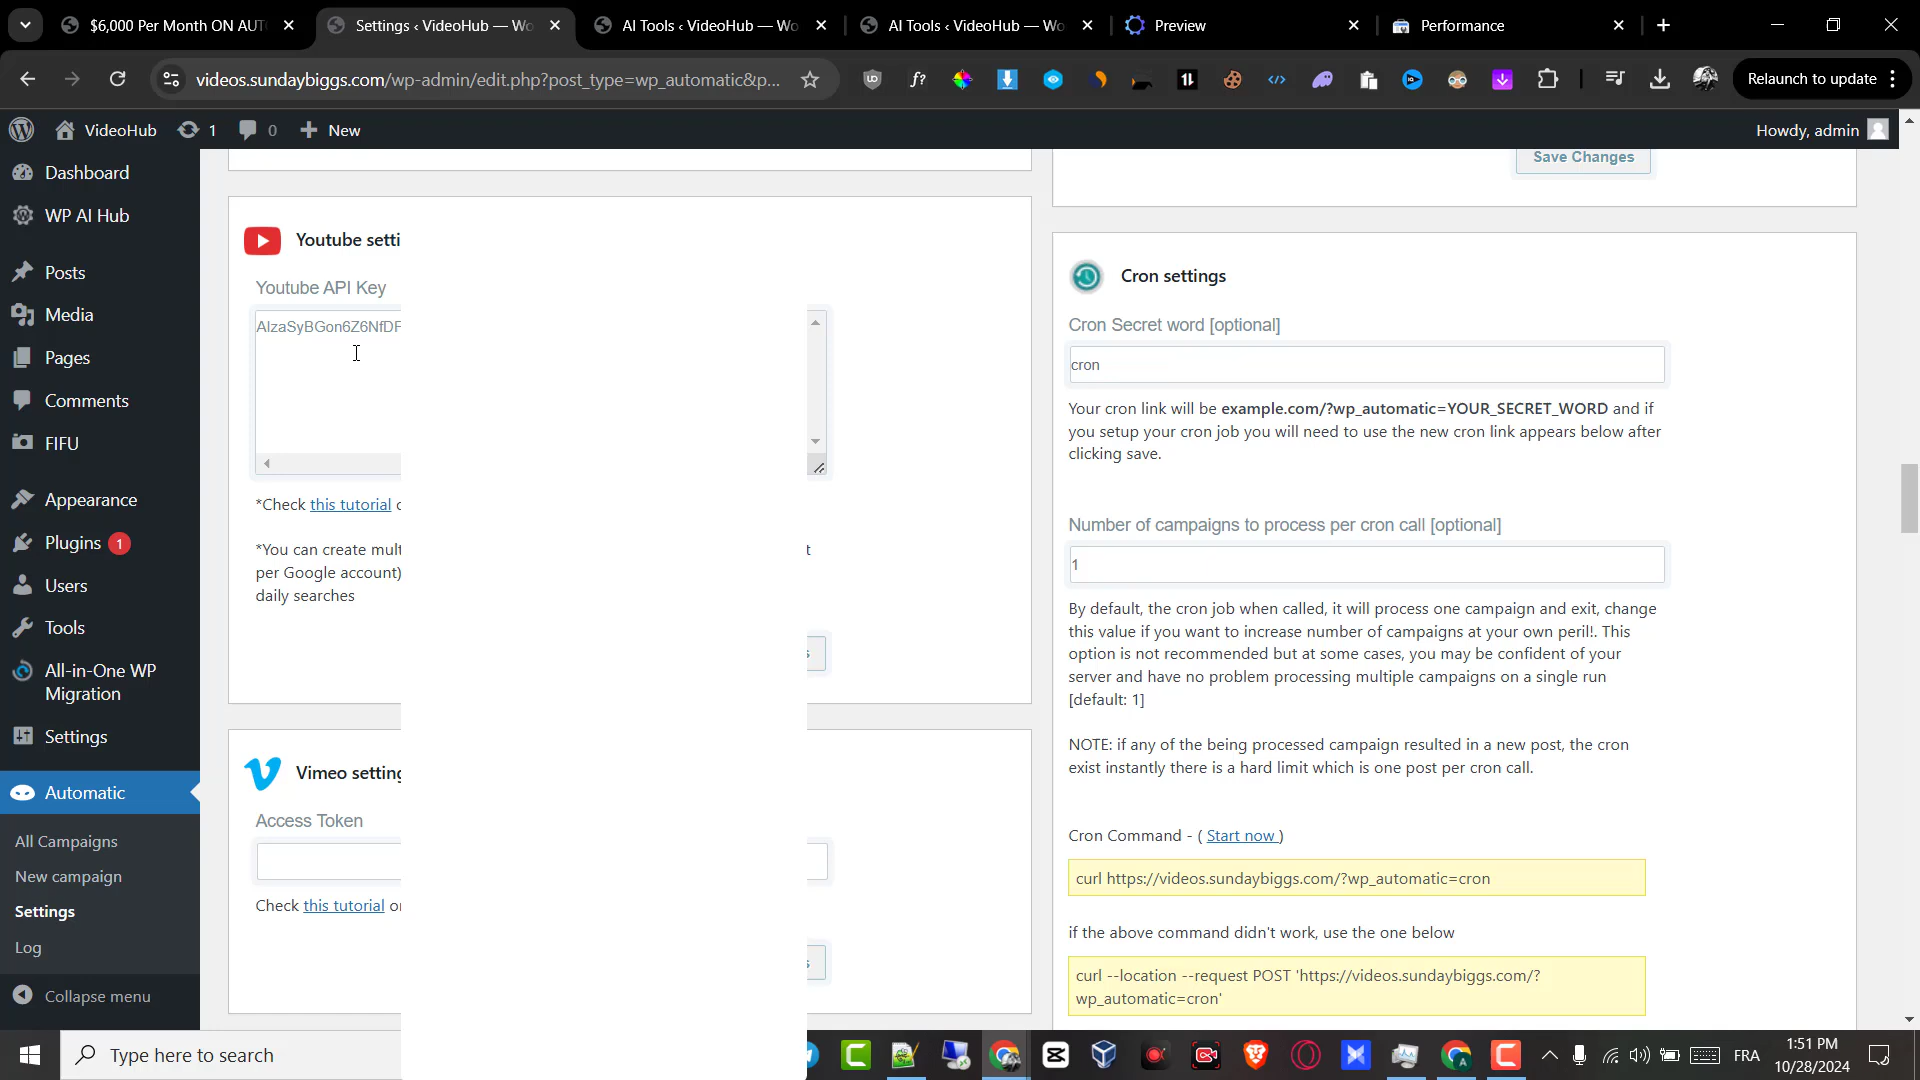 $6,000 Per Month ON AUT
Settings ‹ VideoHub — Wo
AI Tools ‹ VideoHub — Wo
AI Tools ‹ VideoHub — Wo
Preview
Performance
videos.sundaybiggs.com/wp-admin/edit.php?post_type=wp_automatic&p...
Relaunch to update
VideoHub
1
0
New
Howdy, admin
Dashboard
WP AI Hub
Posts
Media
Pages
Comments
FIFU
Appearance
Plugins 1
Users
Tools
All-in-One WP
Migration
Settings
Automatic
All Campaigns
New campaign
Settings
Log
Collapse menu
Youtube setti
Youtube API Key
AIzaSyBGon6Z6NfDF
*Check this tutorial
*You can create mult
per Google account)
daily searches
Vimeo setting
Access Token
Check this tutorial
Save Changes
Cron settings
Cron Secret word [optional]
cron
Your cron link will be example.com/?wp_automatic=YOUR_SECRET_WORD and if
you setup your cron job you will need to use the new cron link appears below after
clicking save.
Number of campaigns to process per cron call [optional]
1
By default, the cron job when called, it will process one campaign and exit, change
this value if you want to increase number of campaigns at your own peril!. This
option is not recommended but at some cases, you may be confident of your
server and have no problem processing multiple campaigns on a single run
[default: 1]
NOTE: if any of the being processed campaign resulted in a new post, the cron
exist instantly there is a hard limit which is one post per cron call.
Cron Command - ( Start now )
curl https://videos.sundaybiggs.com/?wp_automatic=cron
if the above command didn't work, use the one below
curl --location --request POST 'https://videos.sundaybiggs.com/?
wp_automatic=cron'
Type here to search
FRA
1:51 PM
10/28/2024